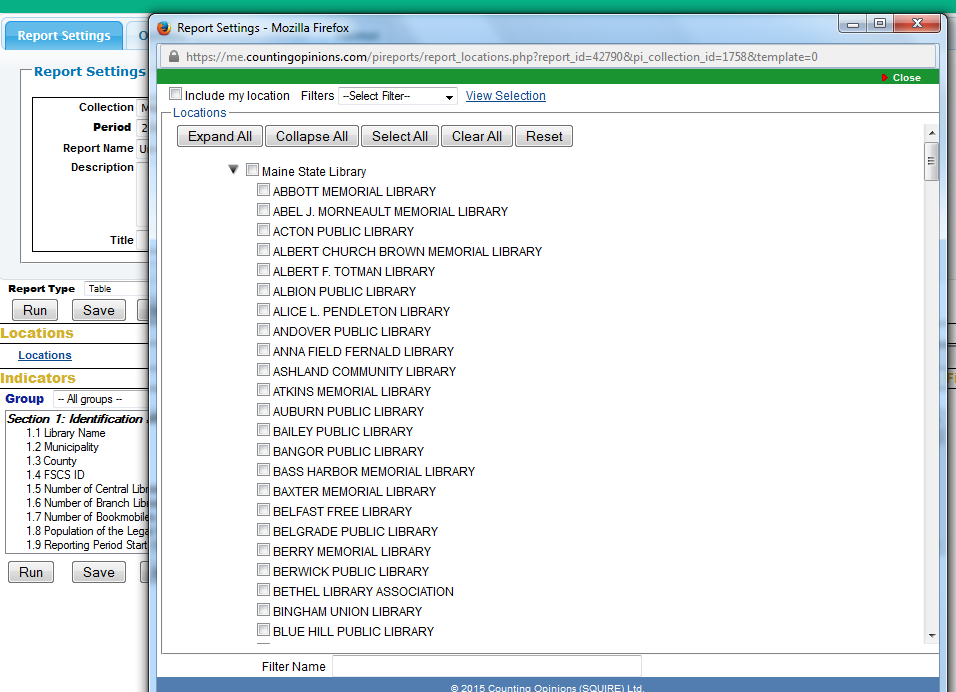 Report Settings
Report Settings
Collection
Period
Report Name
Description
Title
Report Type Table
Run Save
Locations
Locations
Indicators
Group -- All groups --
Section 1: Identification
1.1 Library Name
1.2 Municipality
1.3 County
1.4 FSCS ID
1.5 Number of Central Libr
1.6 Number of Branch Libr
1.7 Number of Bookmobile
1.8 Population of the Lega
1.9 Reporting Period Start
Run Save
Report Settings - Mozilla Firefox
https://me.countingopinions.com/pireports/report_locations.php?report_id=42790&pi_collection_id=1758&template=0
Close
Include my location Filters --Select Filter-- View Selection
Locations
Expand All Collapse All Select All Clear All Reset
Maine State Library
ABBOTT MEMORIAL LIBRARY
ABEL J. MORNEAULT MEMORIAL LIBRARY
ACTON PUBLIC LIBRARY
ALBERT CHURCH BROWN MEMORIAL LIBRARY
ALBERT F. TOTMAN LIBRARY
ALBION PUBLIC LIBRARY
ALICE L. PENDLETON LIBRARY
ANDOVER PUBLIC LIBRARY
ANNA FIELD FERNALD LIBRARY
ASHLAND COMMUNITY LIBRARY
ATKINS MEMORIAL LIBRARY
AUBURN PUBLIC LIBRARY
BAILEY PUBLIC LIBRARY
BANGOR PUBLIC LIBRARY
BASS HARBOR MEMORIAL LIBRARY
BAXTER MEMORIAL LIBRARY
BELFAST FREE LIBRARY
BELGRADE PUBLIC LIBRARY
BERRY MEMORIAL LIBRARY
BERWICK PUBLIC LIBRARY
BETHEL LIBRARY ASSOCIATION
BINGHAM UNION LIBRARY
BLUE HILL PUBLIC LIBRARY
Filter Name
© 2015 Counting Opinions (SQUIRE) Ltd.